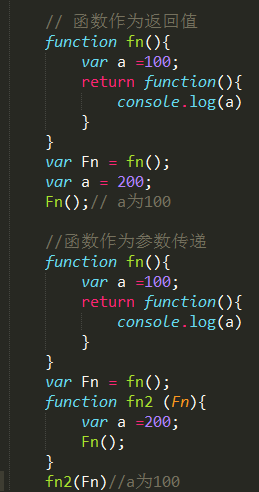 // 函数作为返回值
function fn(){
    var a =100;
    return function(){
        console.log(a)
    }
}
var Fn = fn();
var a = 200;
Fn();// a为100

//函数作为参数传递
function fn(){
    var a =100;
    return function(){
        console.log(a)
    }
}
var Fn = fn();
function fn2 (Fn){
    var a =200;
    Fn();
}
fn2(Fn)//a为100